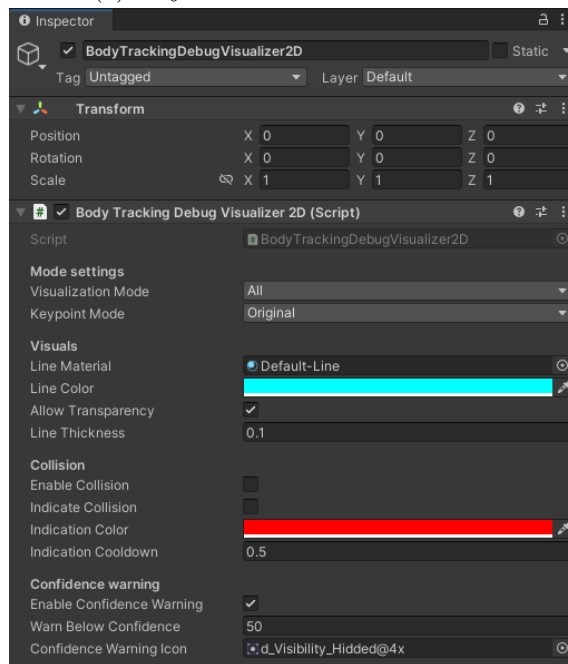 Inspector
BodyTrackingDebugVisualizer2D Static
Tag Untagged Layer Default
Transform
Position X 0 Y 0 Z 0
Rotation X 0 Y 0 Z 0
Scale X 1 Y 1 Z 1
# Body Tracking Debug Visualizer 2D (Script)
Script BodyTrackingDebugVisualizer2D
Mode settings
Visualization Mode All
Keypoint Mode Original
Visuals
Line Material Default-Line
Line Color
Allow Transparency
Line Thickness 0.1
Collision
Enable Collision
Indicate Collision
Indication Color
Indication Cooldown 0.5
Confidence warning
Enable Confidence Warning
Warn Below Confidence 50
Confidence Warning Icon d_Visibility_Hidded@4x